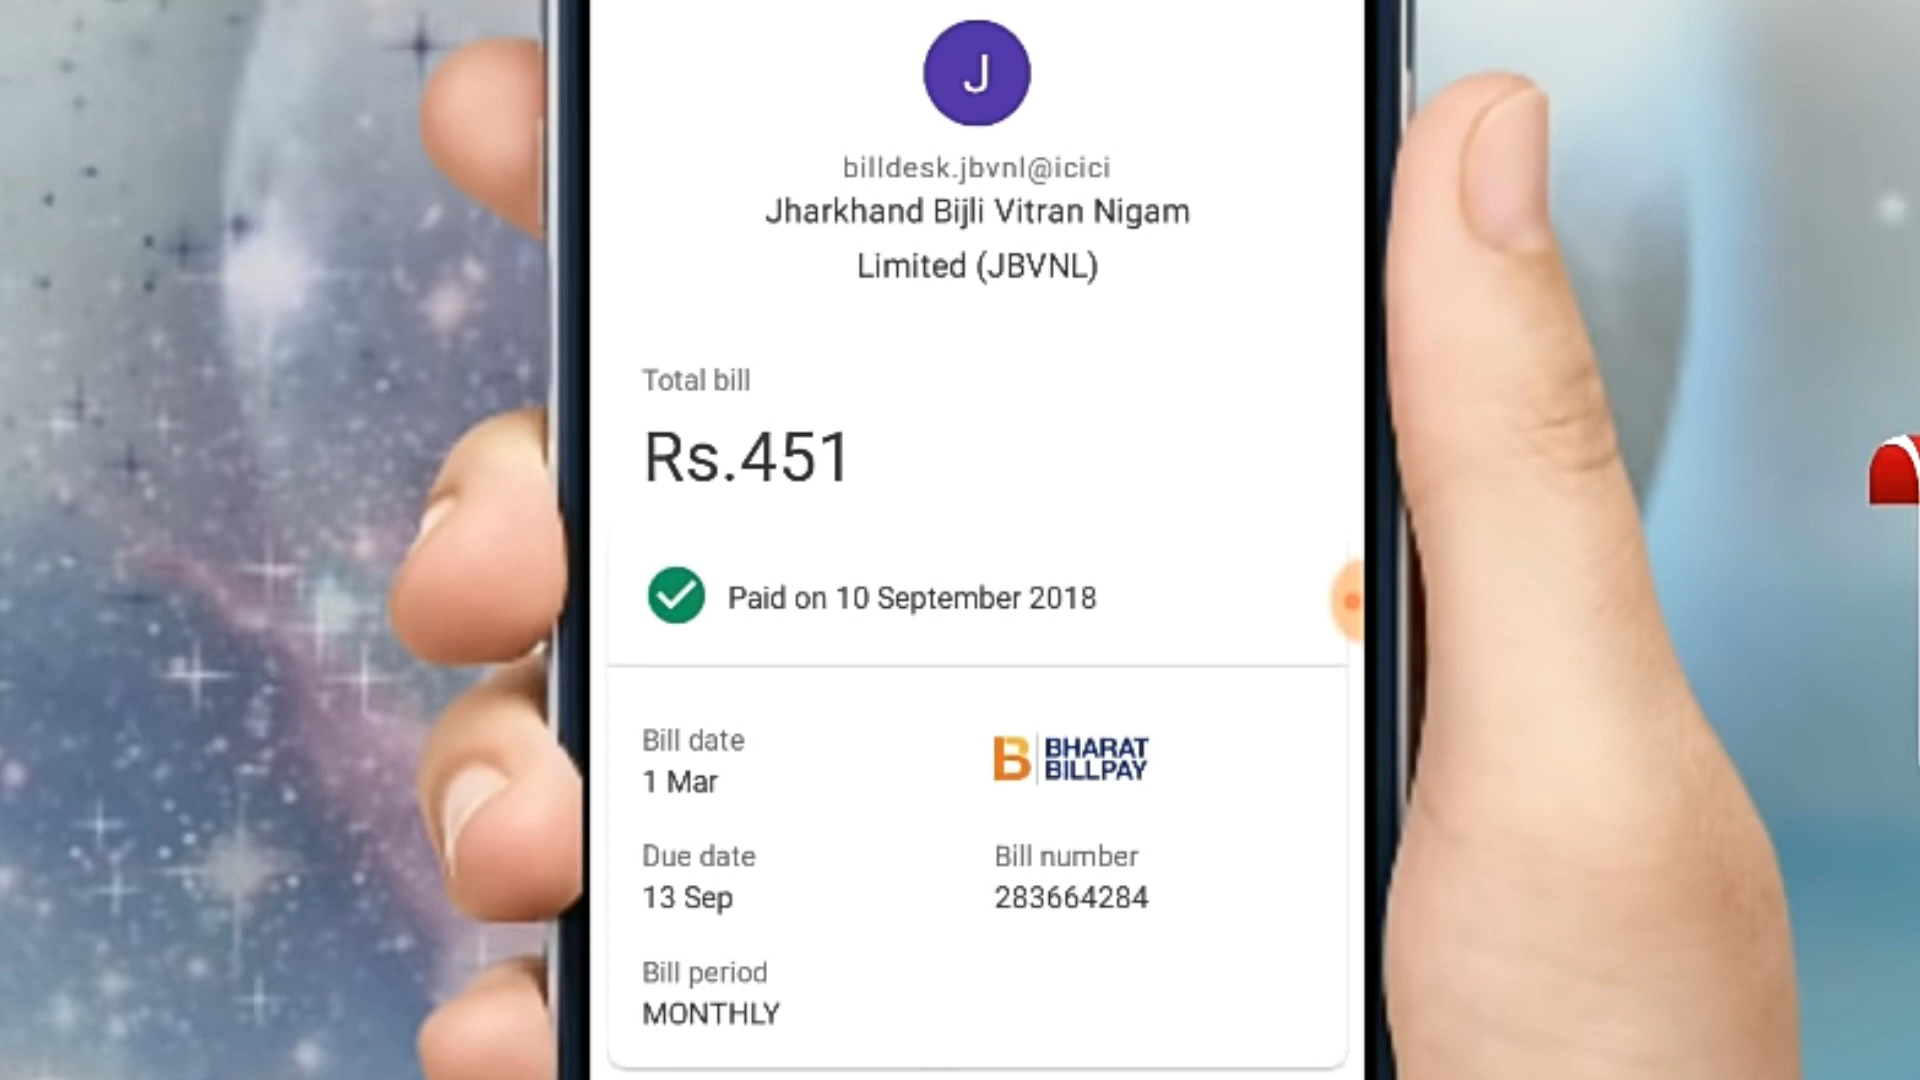 J
billdesk.jbvnl@icici
Jharkhand Bijli Vitran Nigam
Limited (JBVNL)
Total bill
Rs.451
Paid on 10 September 2018
Bill date
1 Mar
B BHARAT
BILLPAY
Due date
13 Sep
Bill number
283664284
Bill period
MONTHLY